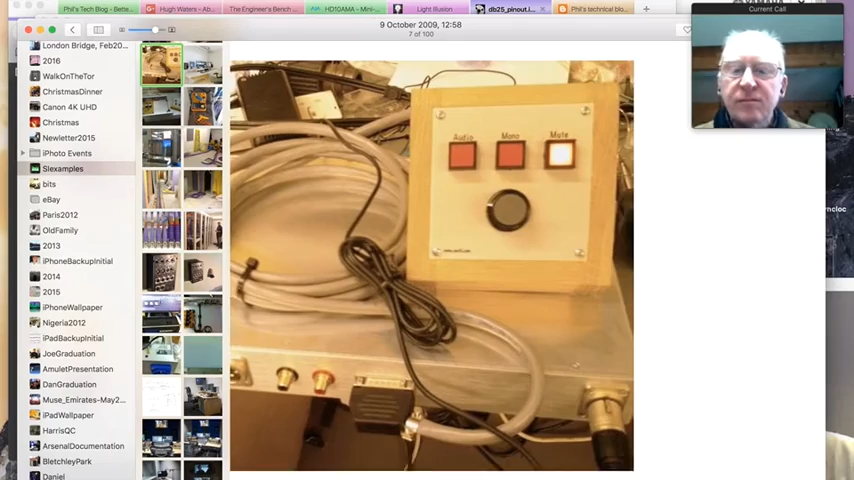 Phil's Tech Blog - Bette...
Hugh Waters - Ab...
The Engineer's Bench
HD10AMA - Mini-...
Light Illusion
db25_pinout.i...
Phil's technical blo...
Current Call
9 October 2009, 12:58
7 of 100
London Bridge, Feb20...
2016
WalkOnTheTor
ChristmasDinner
Canon 4K UHD
Christmas
Newletter2015
iPhoto Events
SIexamples
bits
eBay
Paris2012
OldFamily
2013
iPhoneBackupInitial
2014
2015
iPhoneWallpaper
Nigeria2012
iPadBackupInitial
JoeGraduation
AmuletPresentation
DanGraduation
Muse_Emirates-May2...
iPadWallpaper
HarrisQC
ArsenalDocumentation
BletchleyPark
Daniel
Audio
Mono
Mute
rncloc